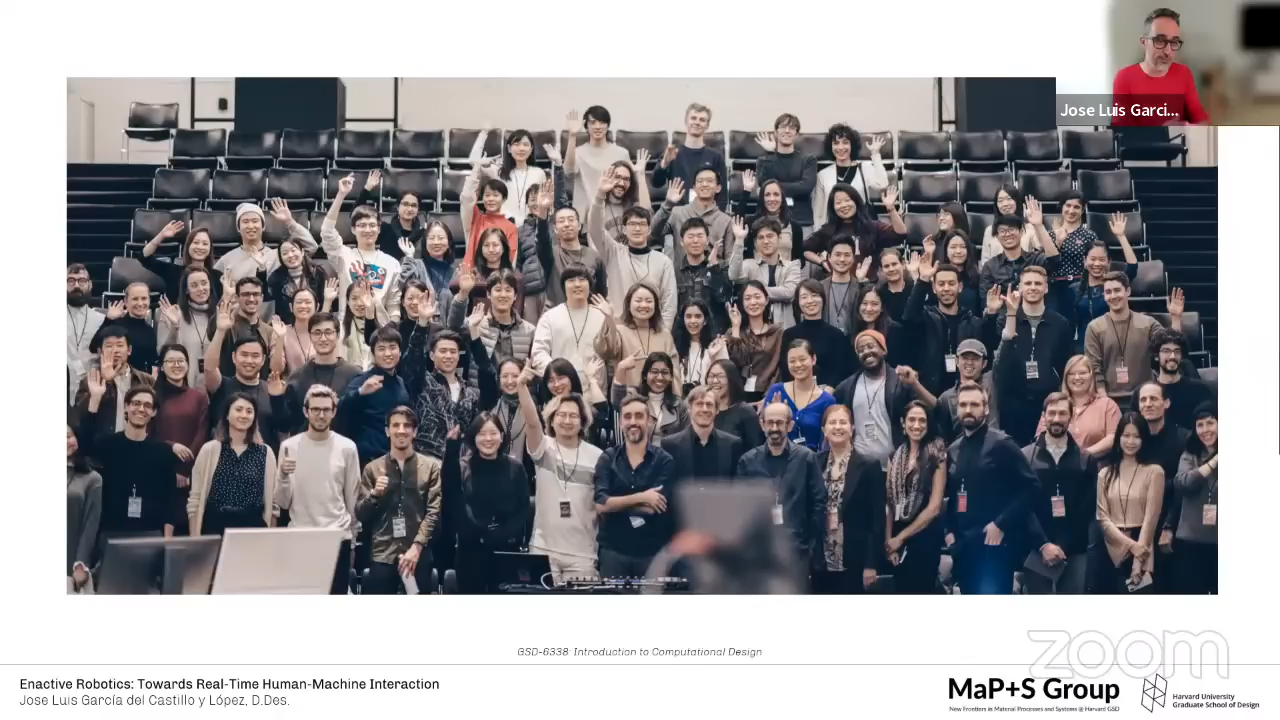 Jose Luis Garci...
GSD-6338: Introduction to Computational Design
zoom
Enactive Robotics: Towards Real-Time Human-Machine Interaction
Jose Luis García del Castillo y López, D.Des.
MaP+S Group
New Frontiers in Material Processes and Systems @ Harvard GSD
Harvard University
Graduate School of Design